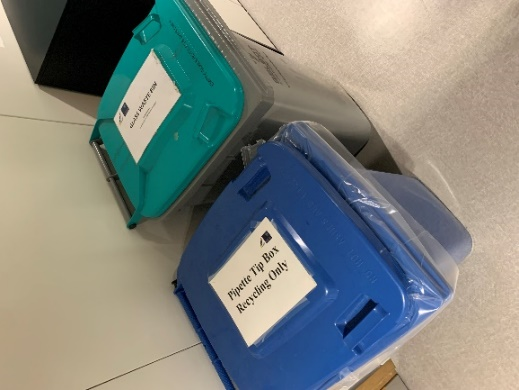 GLASS WASTE BIN
Pipette Tip Box
Recycling Only